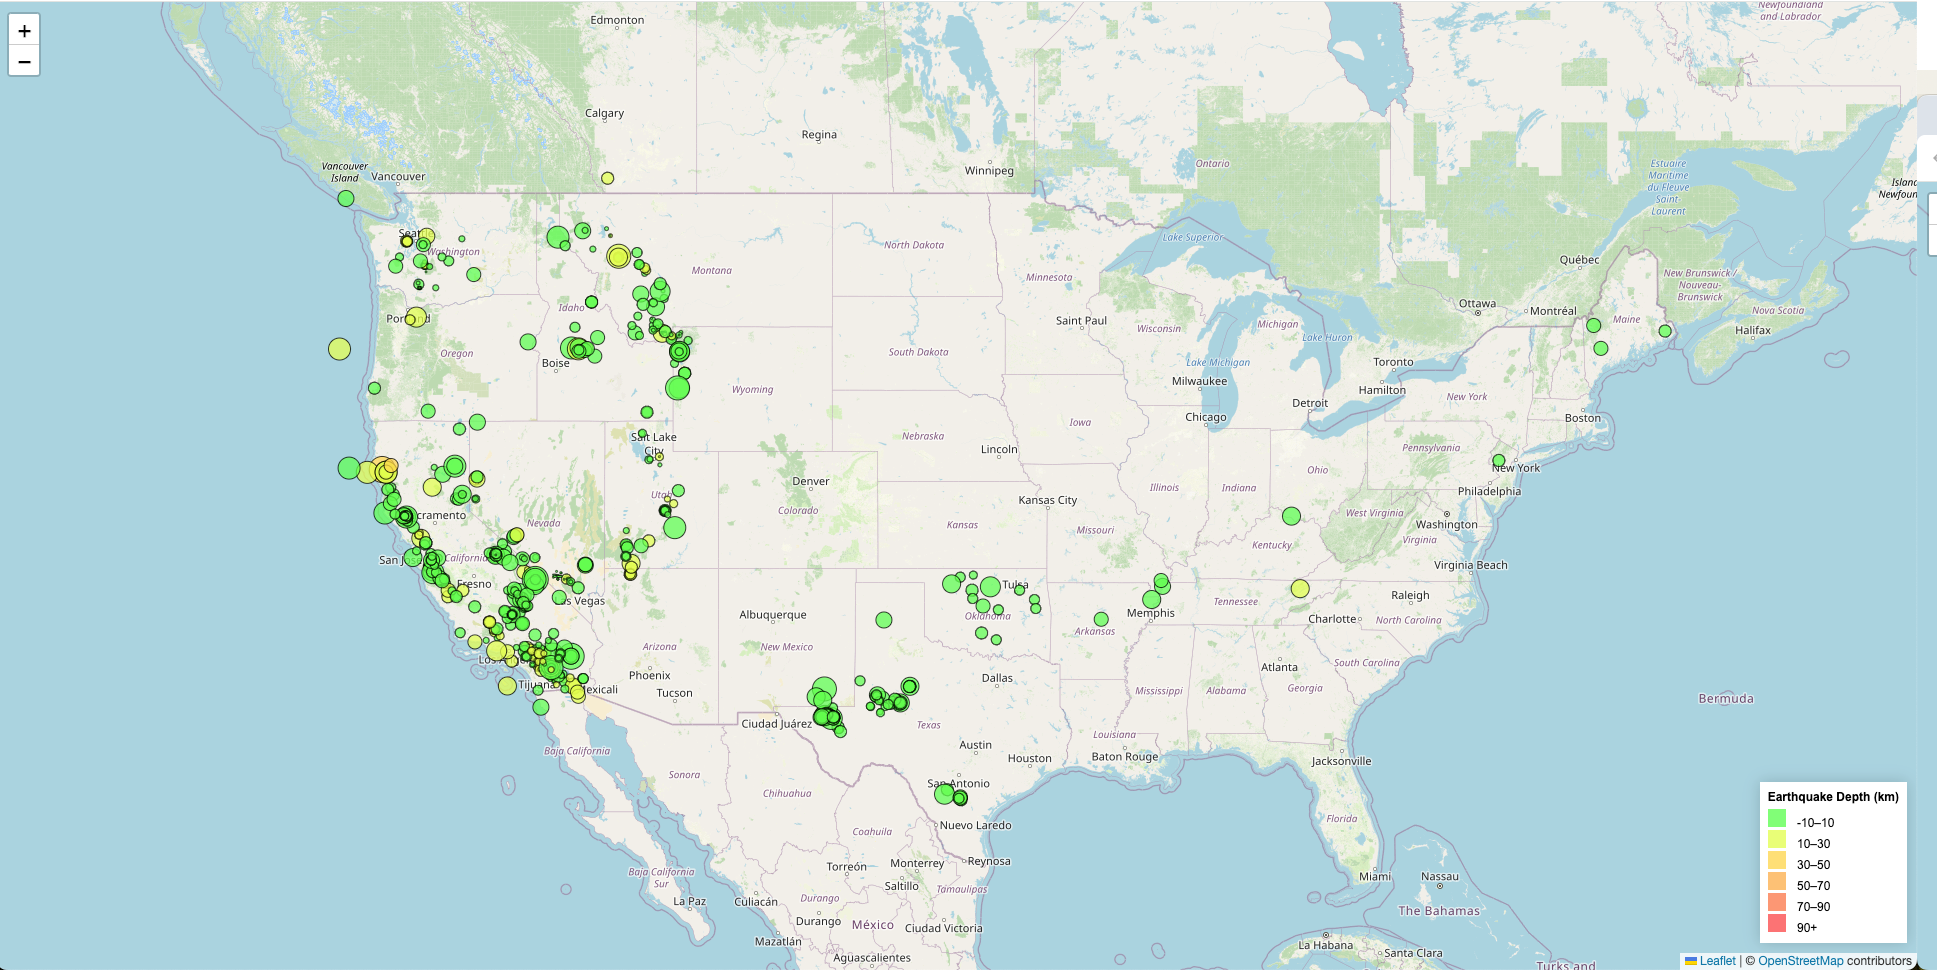 +
−
Edmonton
Newfoundland
and Labrador
Calgary
Regina
Winnipeg
Ontario
Vancouver
Island
Vancouver
Estuaire
Maritime
du Fleuve
Saint-
Laurent
Island
Newfoun
Seattle
Washington
North Dakota
Lake Superior
Montana
Minnesota
Québec
New Brunswick /
Nouveau-
Brunswick
Idaho
Portland
Ottawa
Montréal
Maine
Nova Scotia
Halifax
Saint Paul
Wisconsin
Michigan
Lake Huron
Oregon
Boise
South Dakota
Lake Michigan
Toronto
Milwaukee
Hamilton
Wyoming
New York
Detroit
Chicago
Boston
Iowa
Salt Lake
City
Nebraska
Lincoln
Pennsylvania
Ohio
New York
Denver
Utah
Illinois
Indiana
Philadelphia
Kansas City
Colorado
cramento
Nevada
Kansas
Missouri
West Virginia
Washington
Kentucky
Virginia
San Jose
California
Virginia Beach
Fresno
as Vegas
Tulsa
Albuquerque
Oklahoma
Memphis
Tennessee
Raleigh
Charlotte
North Carolina
Arkansas
Arizona
New Mexico
Los Angeles
Phoenix
Atlanta
South Carolina
Dallas
Tijuana
exicali
Tucson
Mississippi
Alabama
Georgia
Bermuda
Ciudad Juárez
Texas
Louisiana
Austin
Baja California
Houston
Baton Rouge
Jacksonville
Sonora
San Antonio
Chihuahua
Nuevo Laredo
Florida
Coahuila
Monterrey
Reynosa
Torreón
Baja California
Sur
Saltillo
Tamaulipas
Miami
Nassau
La Paz
Culiacán
Durango
The Bahamas
Durango
México
Ciudad Victoria
Mazatlán
La Habana
Santa Clara
Aguascalientes
Turks and
Earthquake Depth (km)
-10–10
10–30
30–50
50–70
70–90
90+
Leaflet | © OpenStreetMap contributors